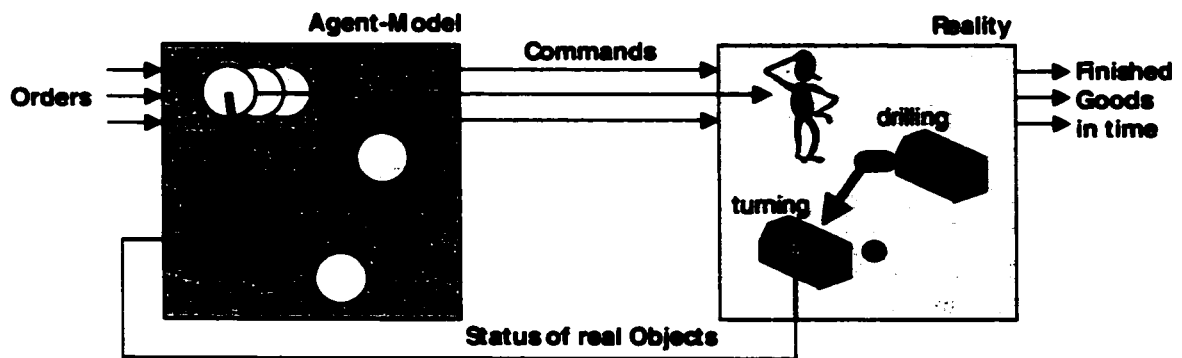 Agent-Model
Reality
Commands
Orders
Finished
Goods
in time
drilling
turning
Status of real Objects